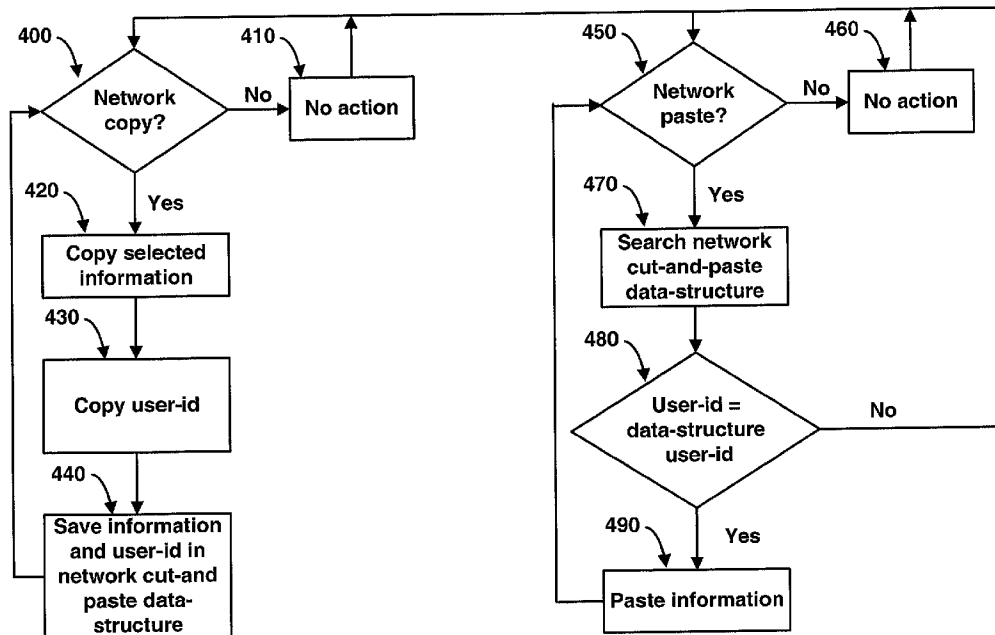 400
Network
copy?
No
410
No action
Yes
420
Copy selected
information
430
Copy user-id
440
Save information
and user-id in
network cut-and
paste data-
structure
450
Network
paste?
No
460
No action
Yes
470
Search network
cut-and-paste
data-structure
480
User-id =
data-structure
user-id
No
Yes
490
Paste information